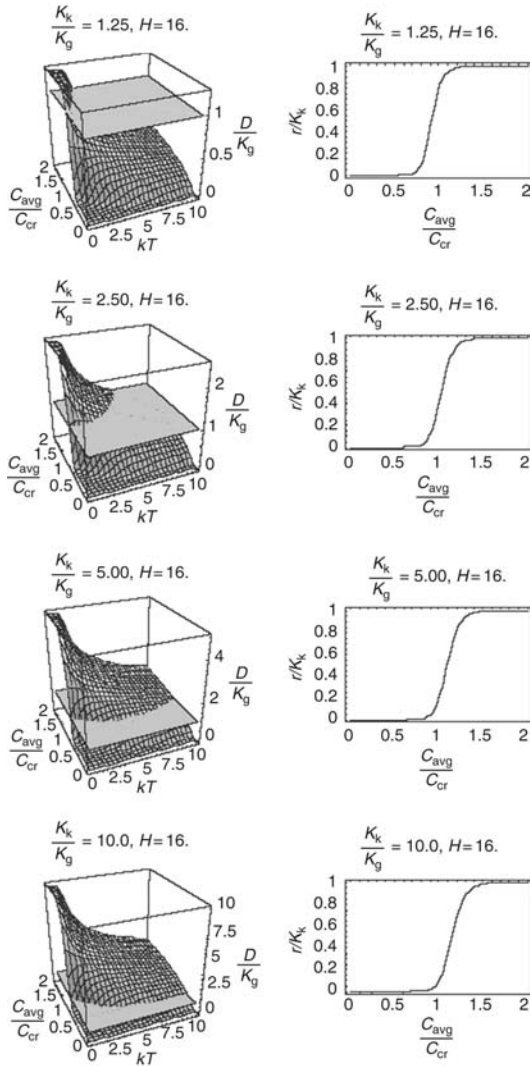 Kk/Kg = 1.25, H=16.
1
0.5
0
D/Kg
2
1.5
1
0.5
0
Cavg/Ccr
0 2.5 5 7.5 10
kT
Kk/Kg = 1.25, H=16.
r/Kk
1
0.8
0.6
0.4
0.2
0
0 0.5 1 1.5 2
Cavg/Ccr
Kk/Kg = 2.50, H=16.
2
1
0
D/Kg
2
1.5
1
0.5
0
Cavg/Ccr
0 2.5 5 7.5 10
kT
Kk/Kg = 2.50, H=16.
r/Kk
1
0.8
0.6
0.4
0.2
0
0 0.5 1 1.5 2
Cavg/Ccr
Kk/Kg = 5.00, H=16.
4
2
0
D/Kg
2
1.5
1
0.5
0
Cavg/Ccr
0 2.5 5 7.5 10
kT
Kk/Kg = 5.00, H=16.
r/Kk
1
0.8
0.6
0.4
0.2
0
0 0.5 1 1.5 2
Cavg/Ccr
Kk/Kg = 10.0, H=16.
10
7.5
5
2.5
0
D/Kg
2
1.5
1
0.5
0
Cavg/Ccr
0 2.5 5 7.5 10
kT
Kk/Kg = 10.0, H=16.
r/Kk
1
0.8
0.6
0.4
0.2
0
0 0.5 1 1.5 2
Cavg/Ccr